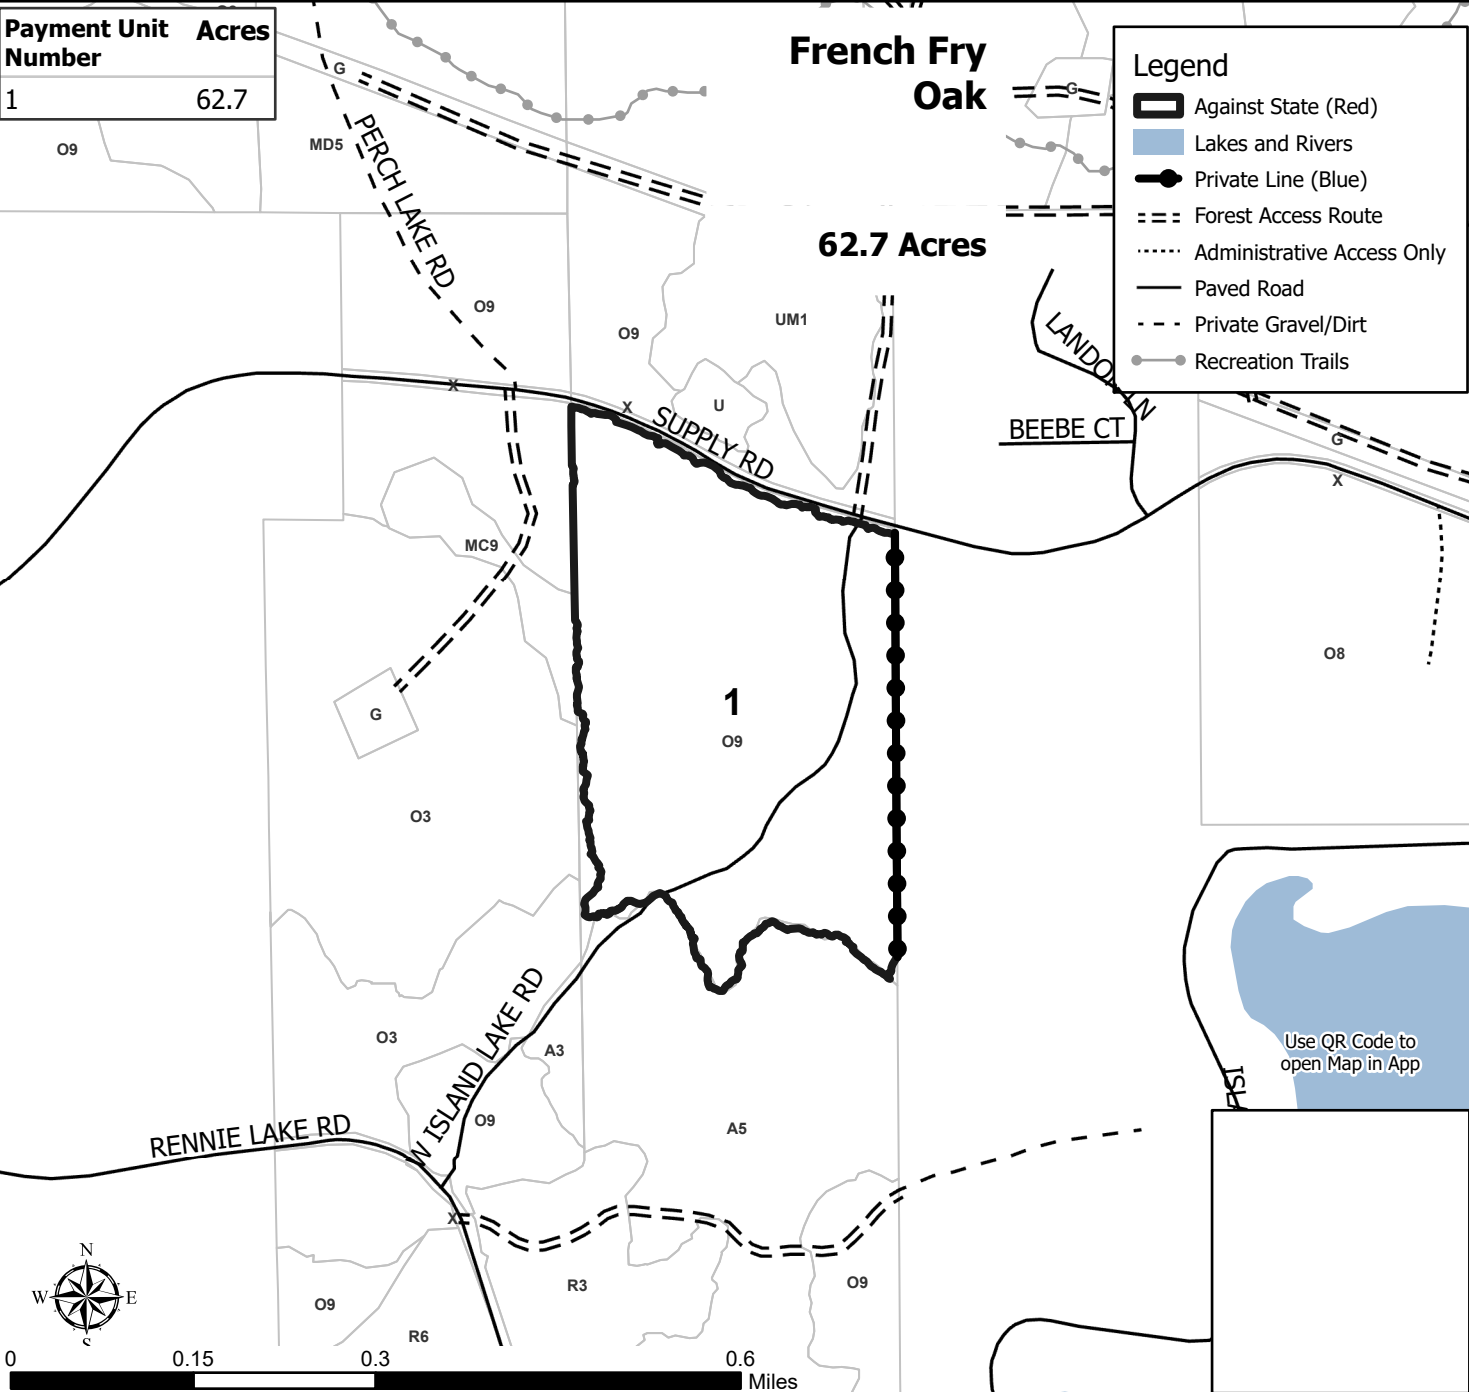 Payment Unit Acres
Number
1 62.7
French Fry
Oak
62.7 Acres
Legend
Against State (Red)
Lakes and Rivers
Private Line (Blue)
Forest Access Route
Administrative Access Only
Paved Road
Private Gravel/Dirt
Recreation Trails
G
G
O9
MD5
PERCH LAKE RD
O9
O9
UM1
LANDON LN
X
X
U
SUPPLY RD
BEEBE CT
G
X
MC9
O8
1
O9
G
O3
O3
A3
W ISLAND LAKE RD
O9
A5
RENNIE LAKE RD
X
R3
O9
O9
R6
Use QR Code to
open Map in App
ISL
N
W E
S
0 0.15 0.3 0.6
Miles